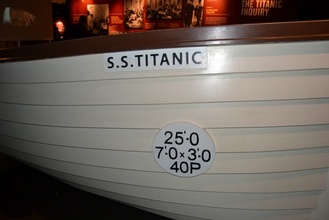 THE TITANIC
INQUIRY
S.S.TITANIC
25'·0
7'·0 x 3'·0
40P